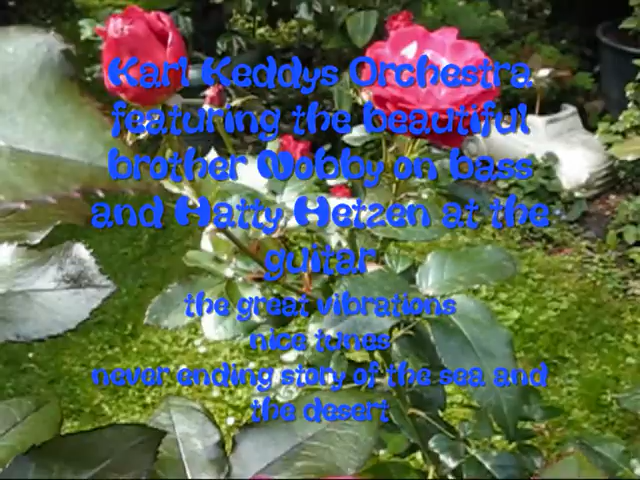 Karl Keddys Orchestra
featuring the beautiful
brother Nobby on bass
and Hatty Hetzen at the
guitar
the great vibrations
nice tunes
never ending story of the sea and
the desert